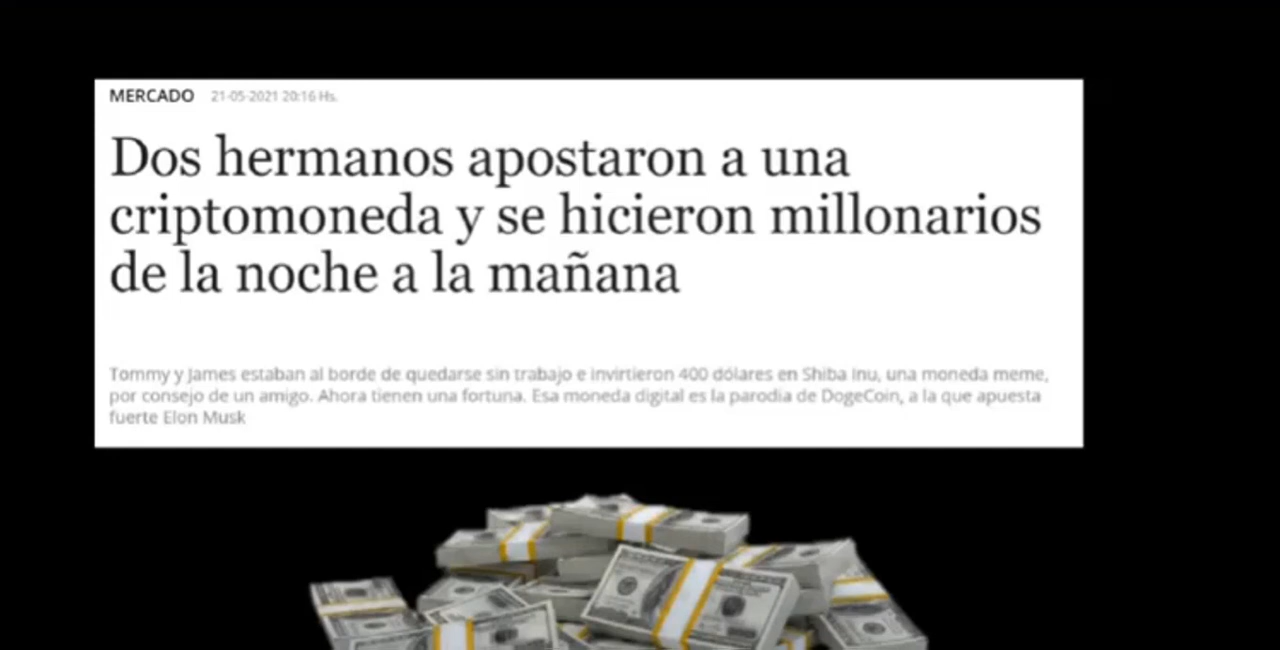 MERCADO 21-05-2021 20:16 Hs.
Dos hermanos apostaron a una
criptomoneda y se hicieron millonarios
de la noche a la mañana
Tommy y James estaban al borde de quedarse sin trabajo e invirtieron 400 dólares en Shiba Inu, una moneda meme,
por consejo de un amigo. Ahora tienen una fortuna. Esa moneda digital es la parodia de DogeCoin, a la que apuesta
fuerte Elon Musk